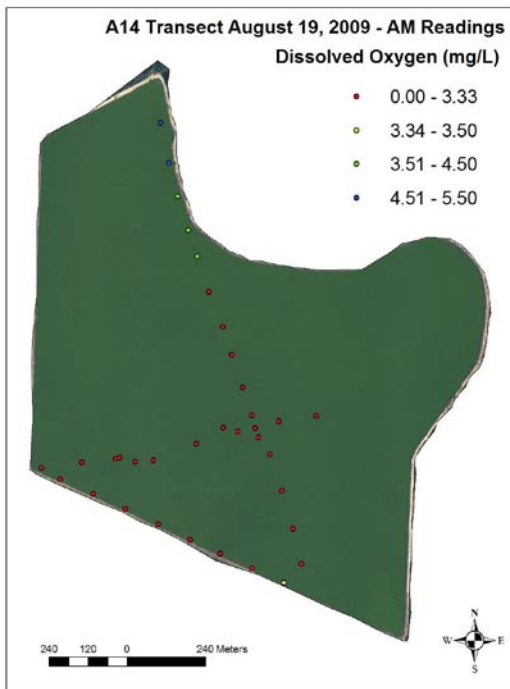 A14 Transect August 19, 2009 - AM Readings
Dissolved Oxygen (mg/L)
0.00 - 3.33
3.34 - 3.50
3.51 - 4.50
4.51 - 5.50
N
W E
S
240 120 0 240 Meters